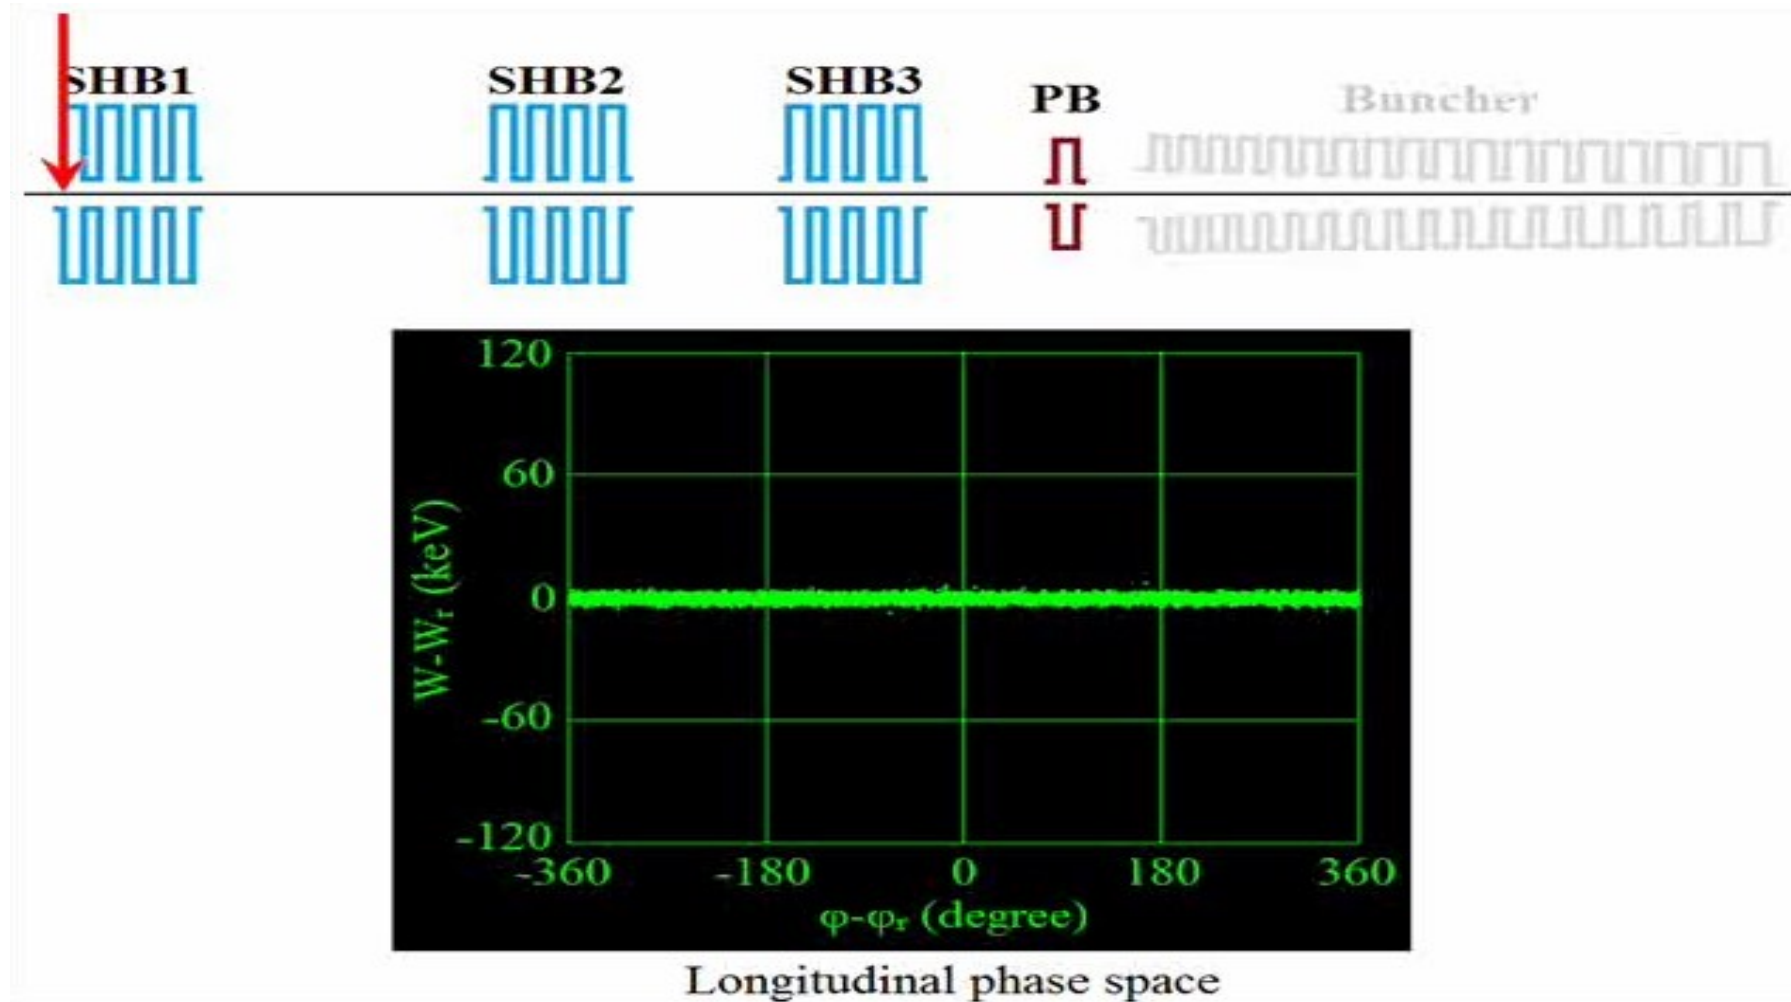 SHB1 SHB2 SHB3 PB Buncher
120
60
0
-60
-120
W-Wr (keV)
-360 -180 0 180 360
φ-φr (degree)
Longitudinal phase space